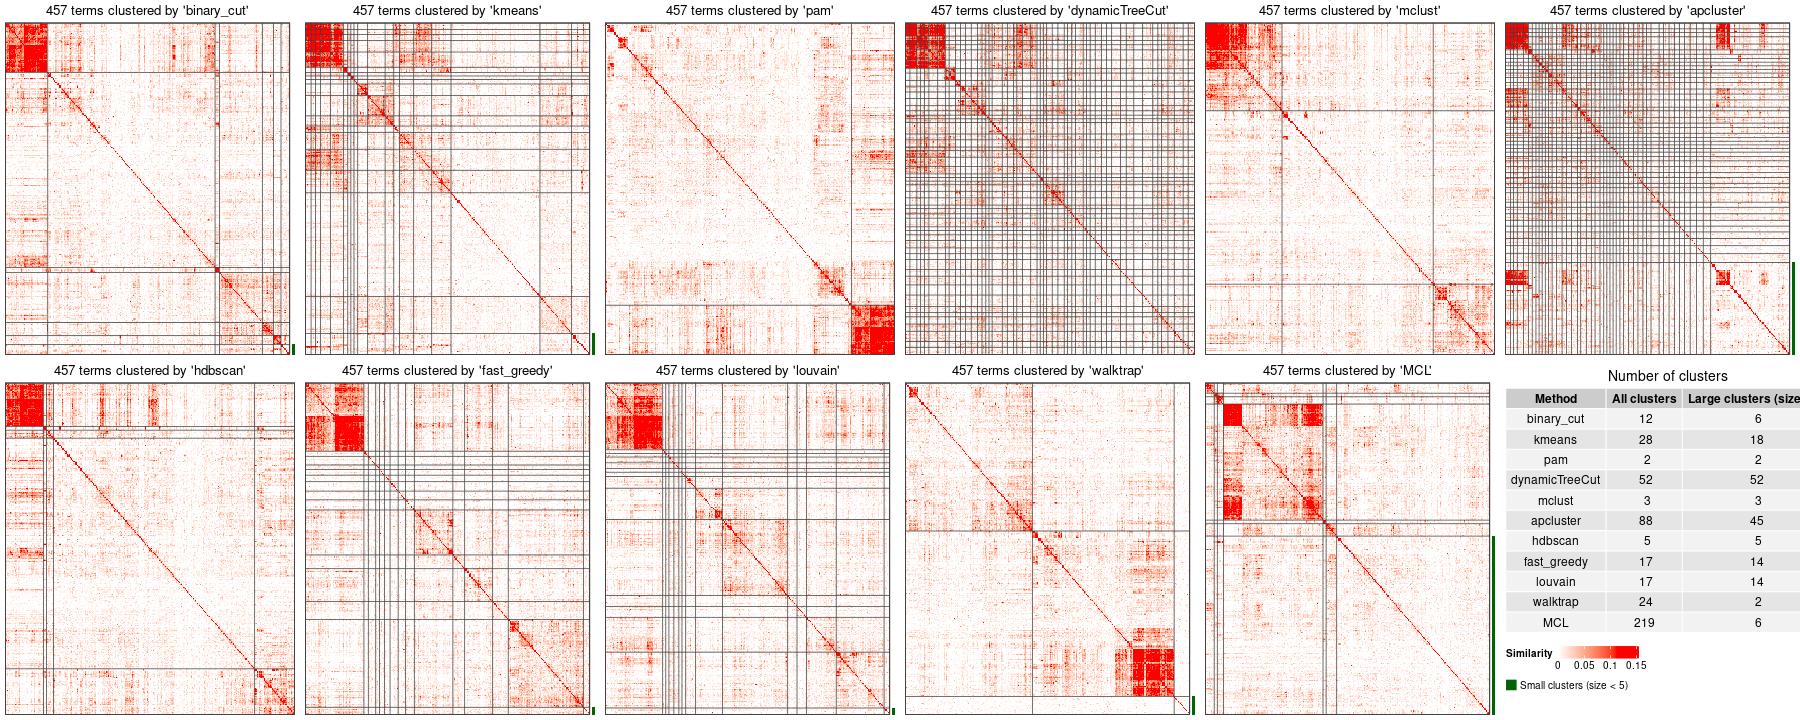 457 terms clustered by 'binary_cut'
457 terms clustered by 'kmeans'
457 terms clustered by 'pam'
457 terms clustered by 'dynamicTreeCut'
457 terms clustered by 'mclust'
457 terms clustered by 'apcluster'
457 terms clustered by 'hdbscan'
457 terms clustered by 'fast_greedy'
457 terms clustered by 'louvain'
457 terms clustered by 'walktrap'
457 terms clustered by 'MCL'
Number of clusters
Method All clusters Large clusters (size
binary_cut 12 6
kmeans 28 18
pam 2 2
dynamicTreeCut 52 52
mclust 3 3
apcluster 88 45
hdbscan 5 5
fast_greedy 17 14
louvain 17 14
walktrap 24 2
MCL 219 6
Similarity
0 0.05 0.1 0.15
Small clusters (size < 5)